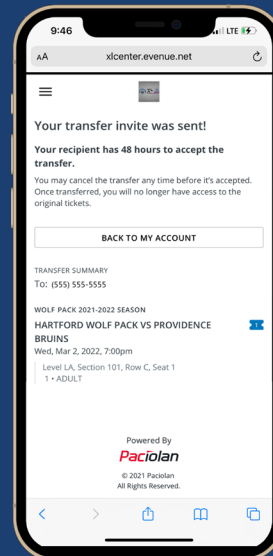 9:46
LTE
AA
xlcenter.evenue.net
Your transfer invite was sent!
Your recipient has 48 hours to accept the
transfer.
You may cancel the transfer any time before it's accepted.
Once transferred, you will no longer have access to the
original tickets.
BACK TO MY ACCOUNT
TRANSFER SUMMARY
To: (555) 555-5555
WOLF PACK 2021-2022 SEASON
HARTFORD WOLF PACK VS PROVIDENCE
BRUINS
1
Wed, Mar 2, 2022, 7:00pm
Level LA, Section 101, Row C, Seat 1
1 • ADULT
Powered By
Paciolan
© 2021 Paciolan
All Rights Reserved.